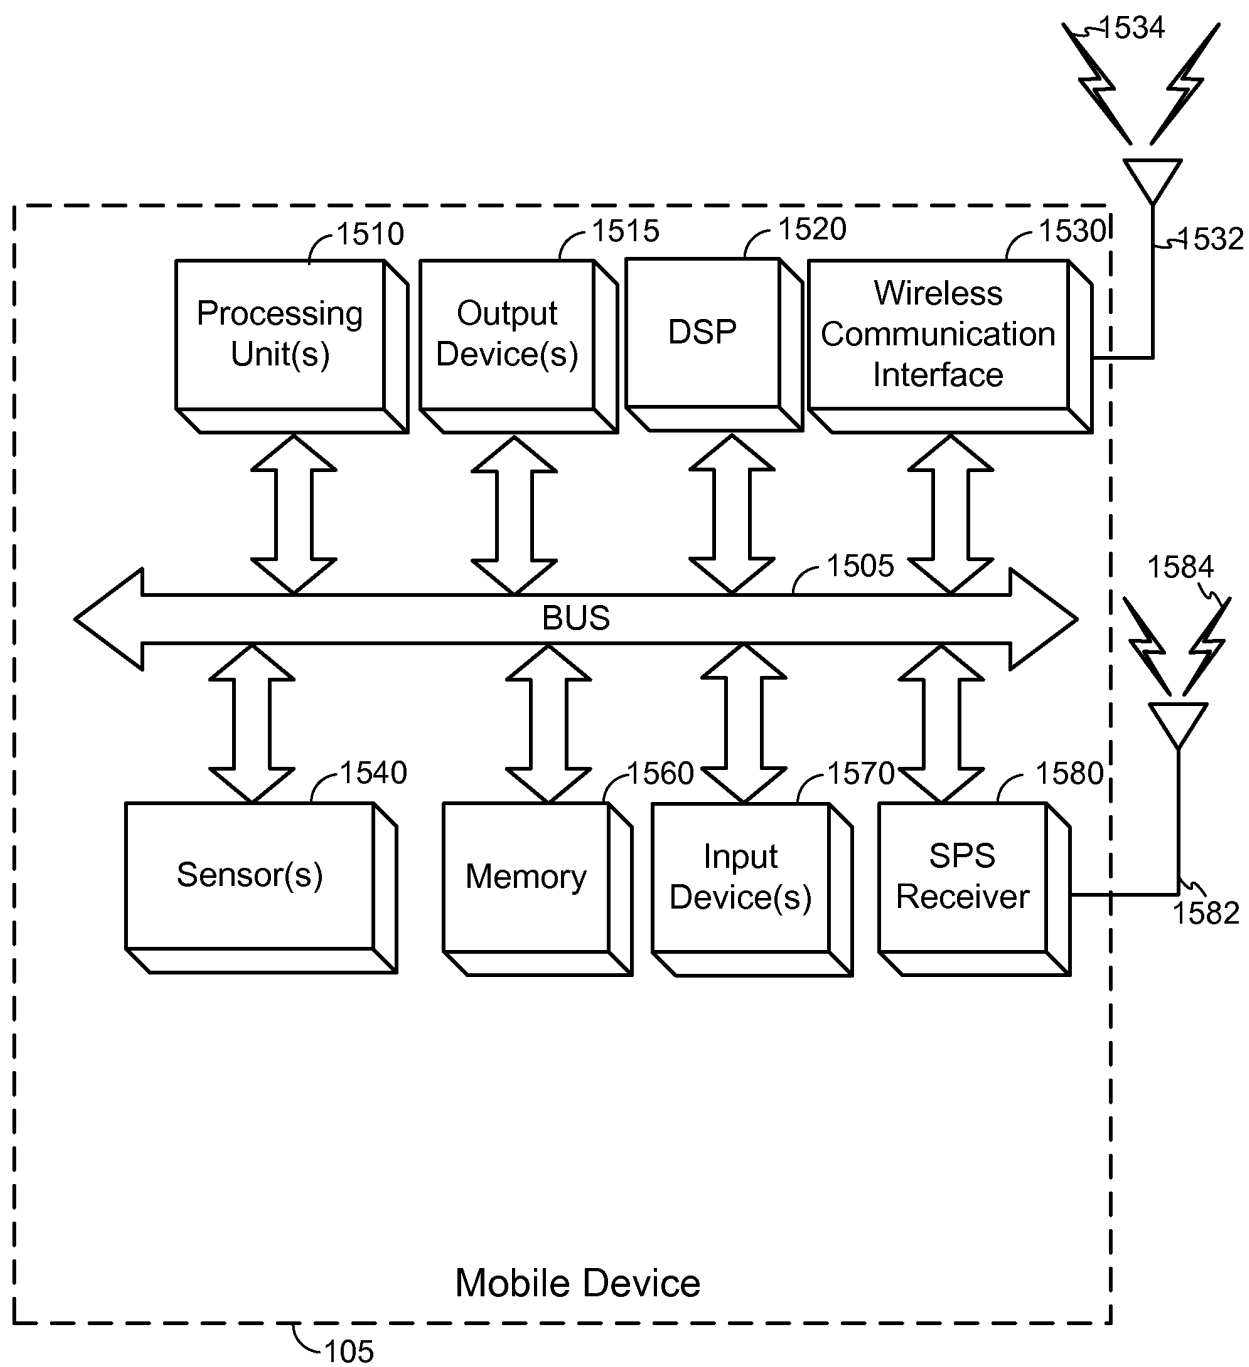 1534
1532
1510
1515
1520
1530
Processing
Unit(s)
Output
Device(s)
DSP
Wireless
Communication
Interface
1505
BUS
1584
1582
1540
1560
1570
1580
Sensor(s)
Memory
Input
Device(s)
SPS
Receiver
Mobile Device
105